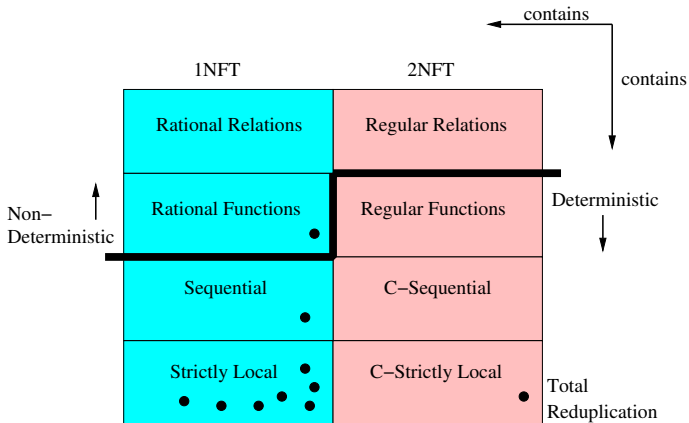 contains
contains
1NFT
2NFT
Rational Relations
Regular Relations
Non−
Deterministic
Rational Functions
Regular Functions
Deterministic
Sequential
C−Sequential
Strictly Local
C−Strictly Local
Total
Reduplication